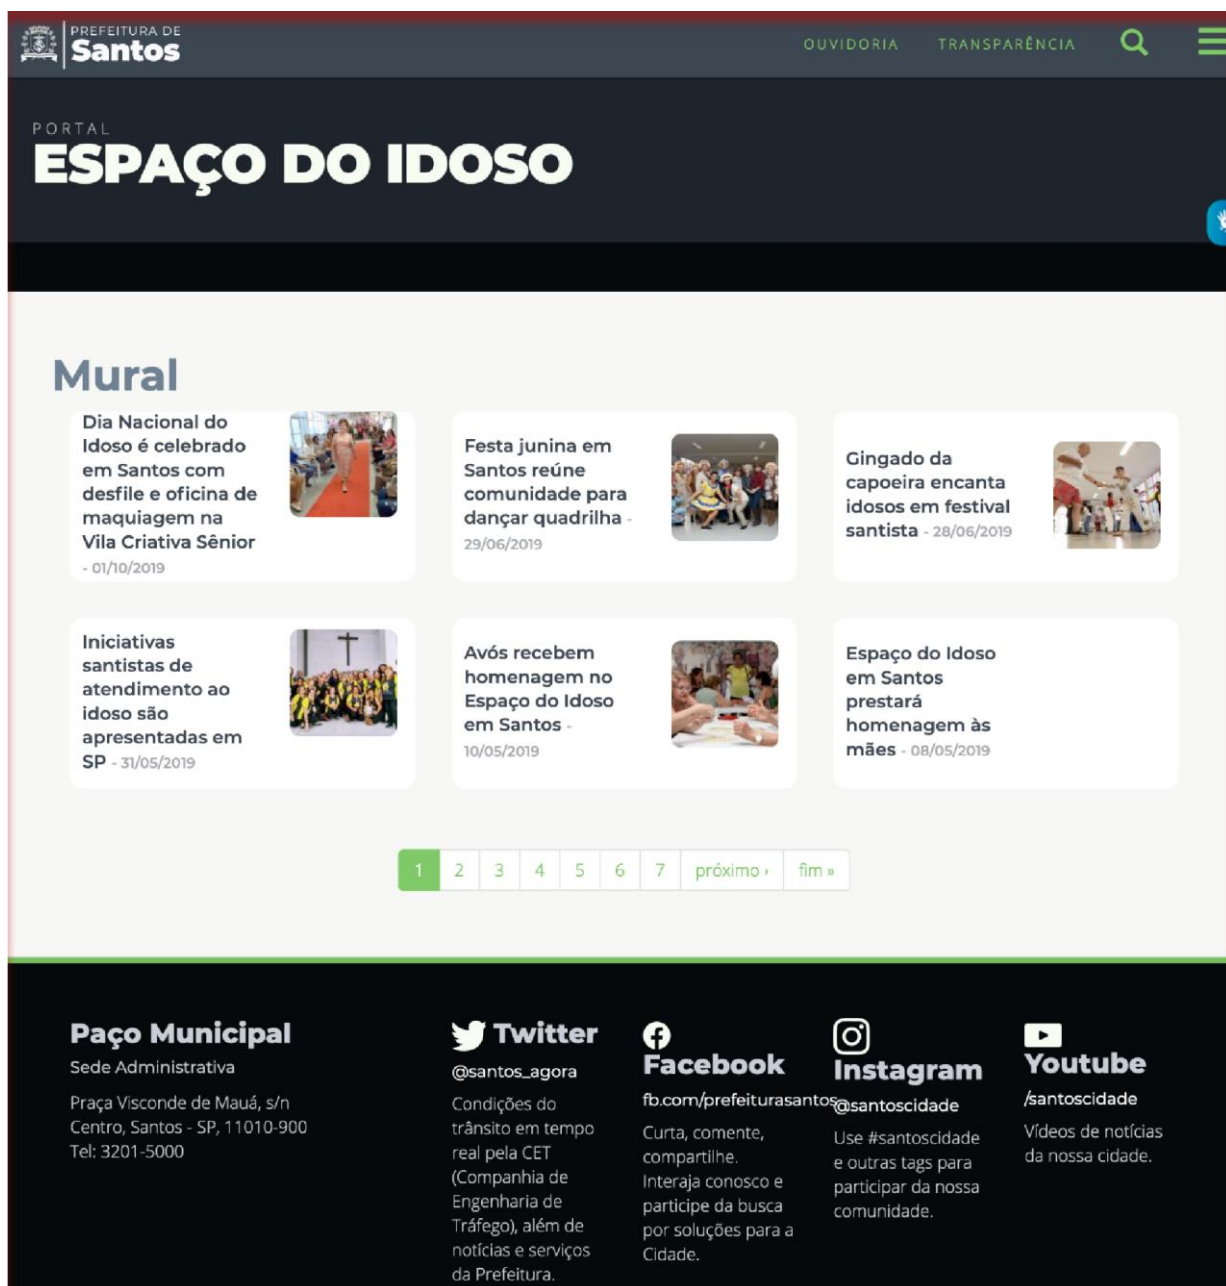 PREFEITURA DE
Santos
OUVIDORIA
TRANSPARÊNCIA
PORTAL
ESPAÇO DO IDOSO
Mural
Dia Nacional do
Idoso é celebrado
em Santos com
desfile e oficina de
maquiagem na
Vila Criativa Sênior
- 01/10/2019
Festa junina em
Santos reúne
comunidade para
dançar quadrilha -
29/06/2019
Gingado da
capoeira encanta
idosos em festival
santista - 28/06/2019
Iniciativas
santistas de
atendimento ao
idoso são
apresentadas em
SP - 31/05/2019
Avós recebem
homenagem no
Espaço do Idoso
em Santos -
10/05/2019
Espaço do Idoso
em Santos
prestará
homenagem às
mães - 08/05/2019
1 2 3 4 5 6 7 próximo › fim »
Paço Municipal
Sede Administrativa
Praça Visconde de Mauá, s/n
Centro, Santos - SP, 11010-900
Tel: 3201-5000
Twitter
@santos_agora
Condições do
trânsito em tempo
real pela CET
(Companhia de
Engenharia de
Tráfego), além de
notícias e serviços
da Prefeitura.
Facebook
fb.com/prefeiturasantos
Curta, comente,
compartilhe.
Interaja conosco e
participe da busca
por soluções para a
Cidade.
Instagram
@santoscidade
Use #santoscidade
e outras tags para
participar da nossa
comunidade.
Youtube
/santoscidade
Vídeos de notícias
da nossa cidade.